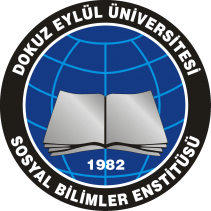 DOKUZ EYLÜL ÜNİVERSİTESİ
1982
SOSYAL BİLİMLER ENSTİTÜSÜ